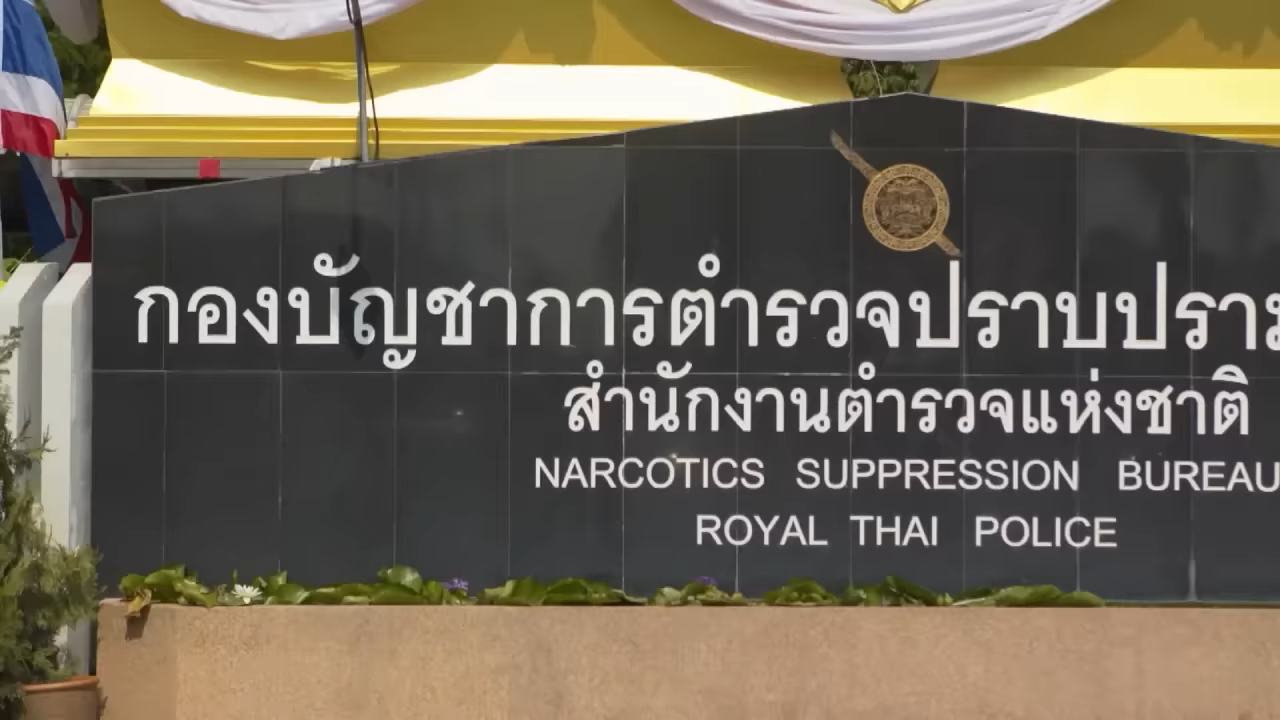 กองบัญชาการตำรวจปราบปรา
สำนักงานตำรวจแห่งชาติ
NARCOTICS SUPPRESSION BUREAU
ROYAL THAI POLICE